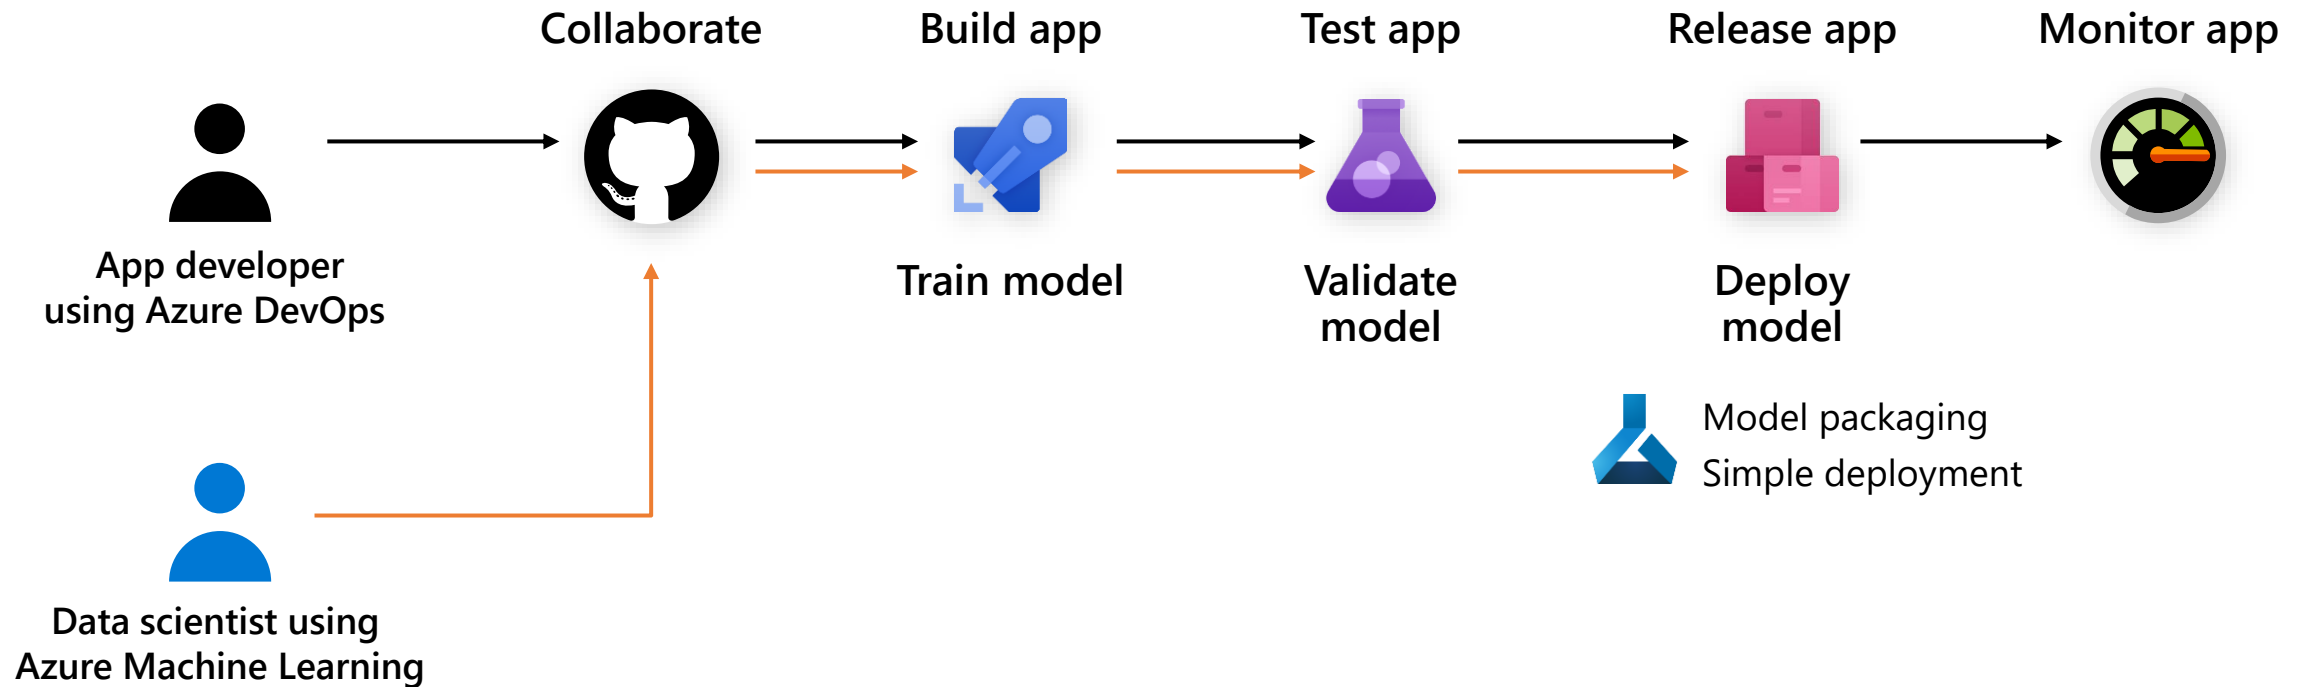 Collaborate
Build app
Test app
Release app
Monitor app
App developer
using Azure DevOps
Train model
Validate
model
Deploy
model
Model packaging
Simple deployment
Data scientist using
Azure Machine Learning